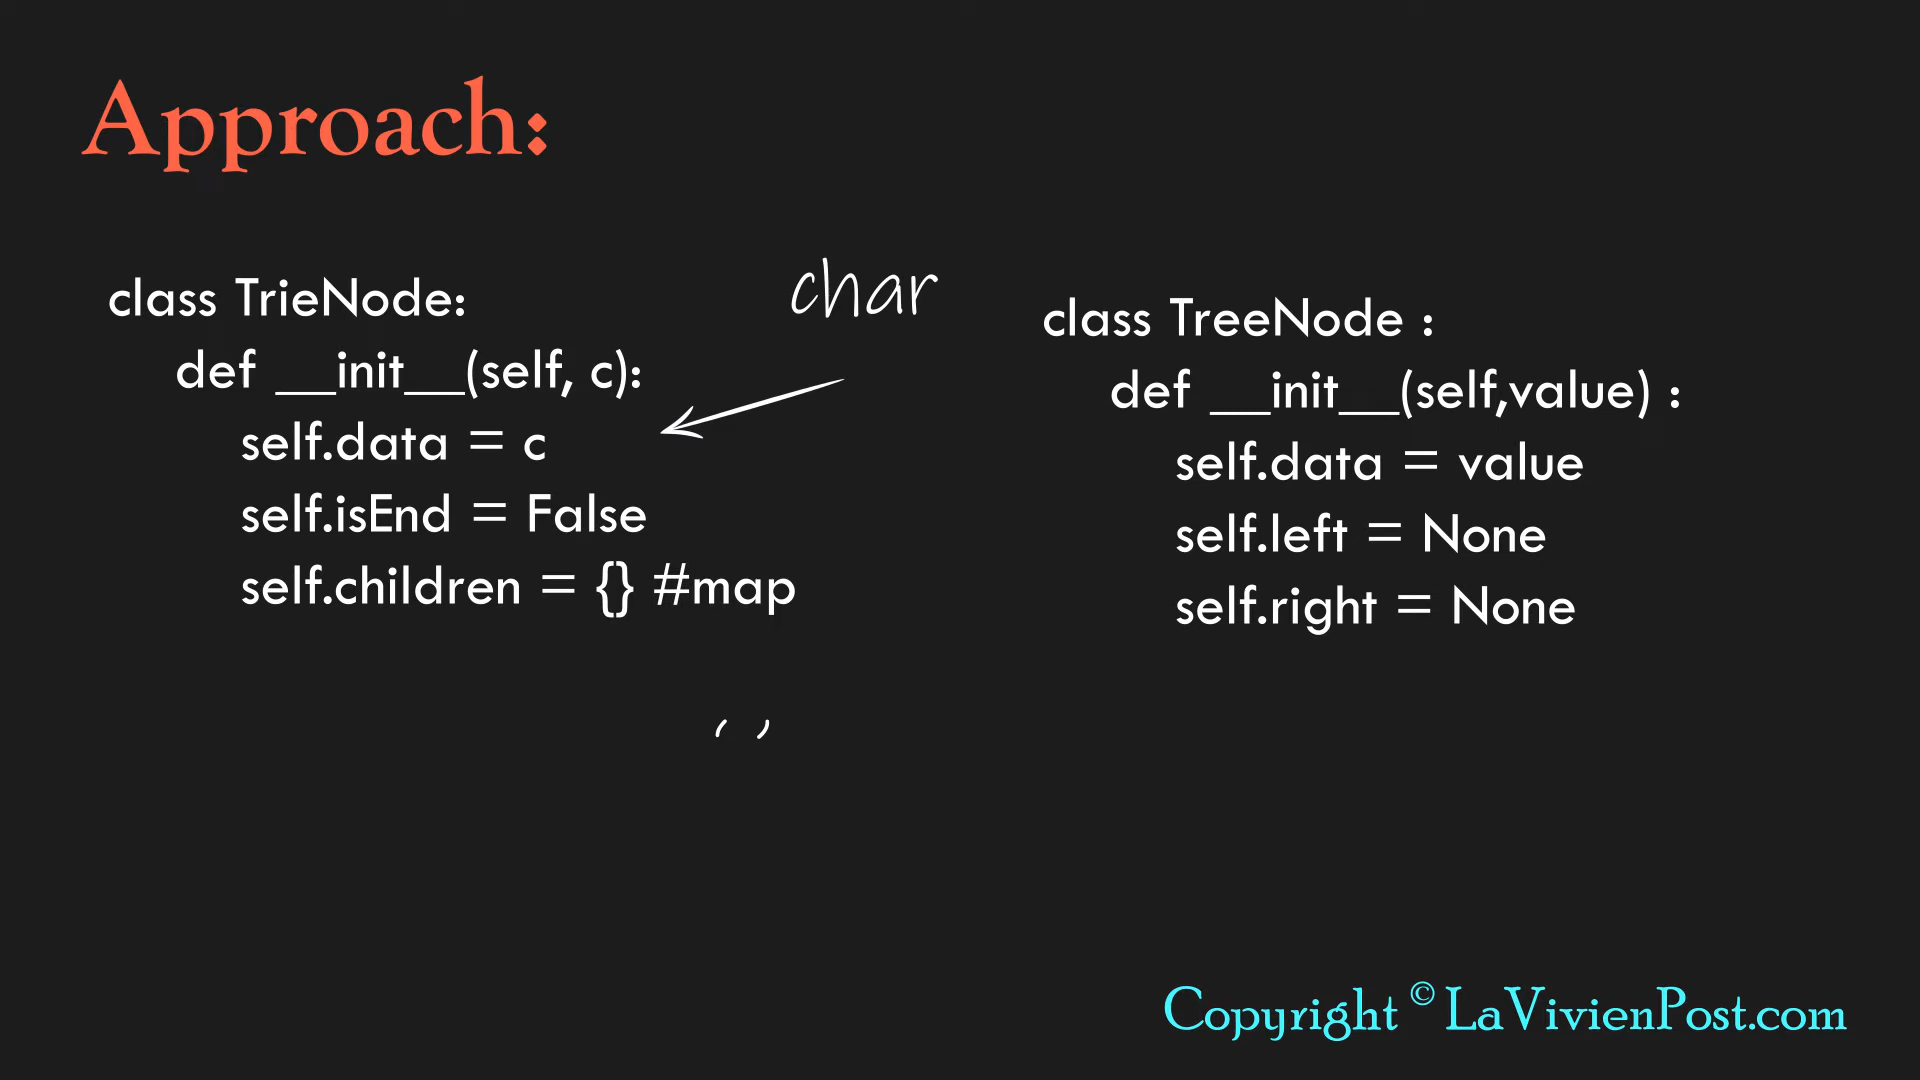 Approach:
class TrieNode:
def __init__(self, c):
self.data = c
self.isEnd = False
self.children = {} #map
char
‘ ’
class TreeNode :
def __init__(self,value) :
self.data = value
self.left = None
self.right = None
Copyright © LaVivienPost.com